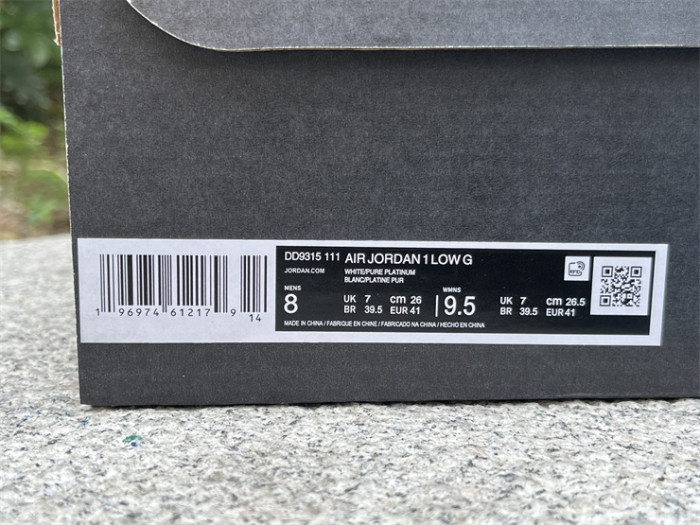 DD9315 111 AIR JORDAN 1 LOW G
JORDAN.COM
WHITE/PURE PLATINUM
BLANC/PLATINE PUR
RFID
MENS
8
UK 7 cm 26
BR 39.5 EUR 41
WMNS
9.5
UK 7 cm 26.5
BR 39.5 EUR 41
MADE IN CHINA / FABRIQUE EN CHINE / FABRICADO NA CHINA / HECHO EN CHINA
1 96974 61217 9 14